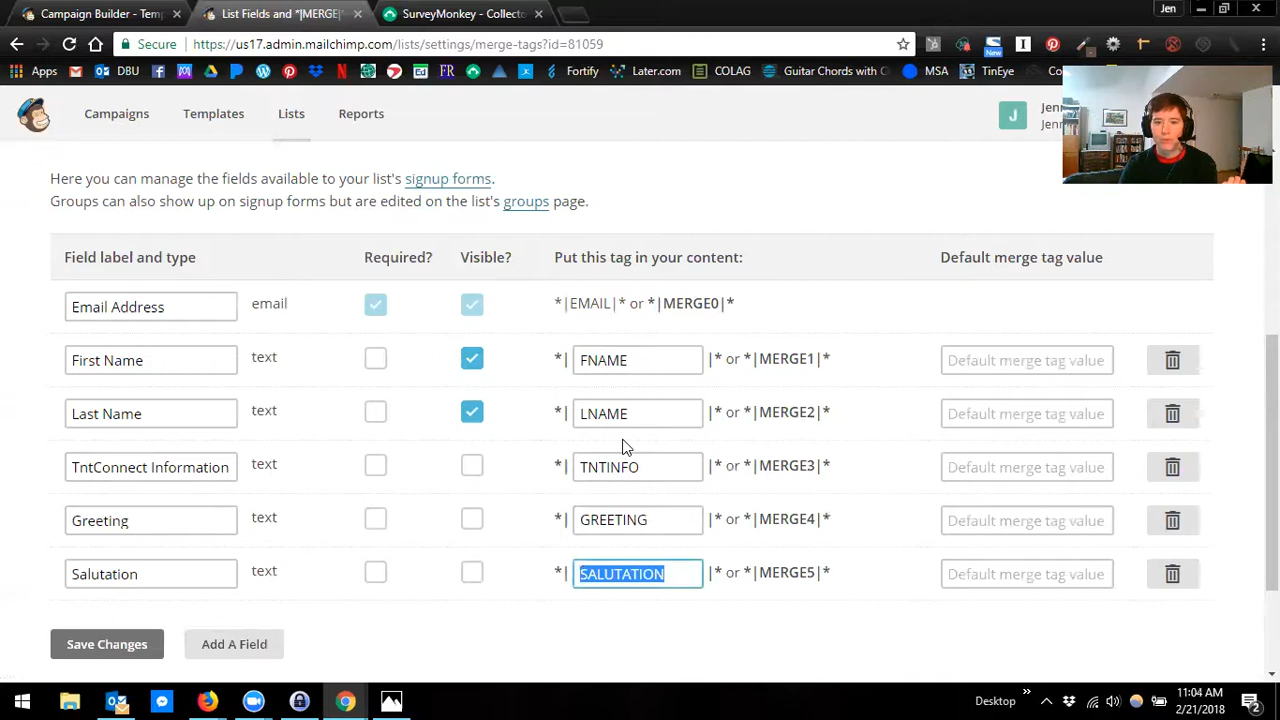 Campaign Builder - Temp
List Fields and *|MERGE|*
SurveyMonkey - Collecto
Jen
Secure
https://us17.admin.mailchimp.com/lists/settings/merge-tags?id=81059
New
Apps
DBU
Fortify
Later.com
COLAG
Guitar Chords with C
MSA
TinEye
Co
Campaigns
Templates
Lists
Reports
J
Jenn
Jenn
Here you can manage the fields available to your list's signup forms.
Groups can also show up on signup forms but are edited on the list's groups page.
Field label and type
Required?
Visible?
Put this tag in your content:
Default merge tag value
Email Address
email
*|EMAIL|* or *|MERGE0|*
First Name
text
*| FNAME |* or *|MERGE1|*
Default merge tag value
Last Name
text
*| LNAME |* or *|MERGE2|*
Default merge tag value
TntConnect Information
text
*| TNTINFO |* or *|MERGE3|*
Default merge tag value
Greeting
text
*| GREETING |* or *|MERGE4|*
Default merge tag value
Salutation
text
*| SALUTATION |* or *|MERGE5|*
Default merge tag value
Save Changes
Add A Field
Desktop
11:04 AM
2/21/2018
2